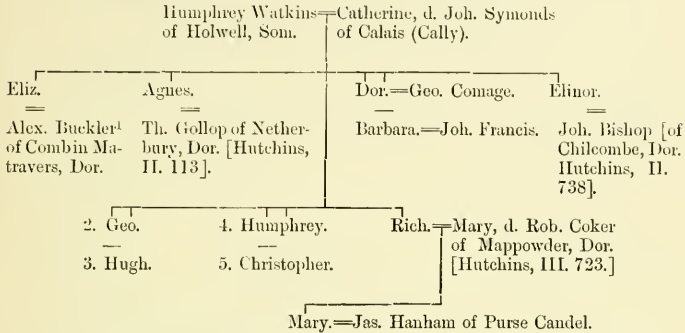 Humphrey Watkins=Catherine, d. Joh. Symonds
of Holwell, Som. of Calais (Cally).
Eliz. Agnes. Dor.=Geo. Comage. Elinor.
Alex. Buckler¹
of Combin Ma-
travers, Dor.
Th. Gollop of Nether-
bury, Dor. [Hutchins,
II. 113].
Barbara.=Joh. Francis.
Joh. Bishop [of
Chilcombe, Dor.
Hutchins, II.
738].
2. Geo. 4. Humphrey. Rich.=Mary, d. Rob. Coker
of Mappowder, Dor.
3. Hugh. 5. Christopher. [Hutchins, III. 723.]
Mary.=Jas. Hanham of Purse Candel.